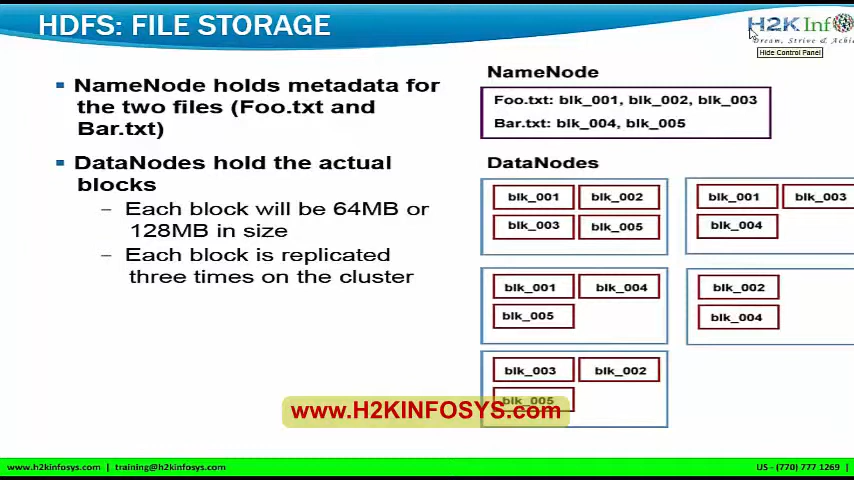 HDFS: FILE STORAGE
H2K Inf
Dream, Strive & Achi
Hide Control Panel
NameNode holds metadata for
the two files (Foo.txt and
Bar.txt)
DataNodes hold the actual
blocks
– Each block will be 64MB or
128MB in size
– Each block is replicated
three times on the cluster
NameNode
Foo.txt: blk_001, blk_002, blk_003
Bar.txt: blk_004, blk_005
DataNodes
blk_001 blk_002
blk_003 blk_005
blk_001 blk_003
blk_004
blk_001 blk_004
blk_005
blk_002
blk_004
blk_003 blk_002
blk_005
www.H2KINFOSYS.com
www.h2kinfosys.com | training@h2kinfosys.com
US - (770) 777 1269 |